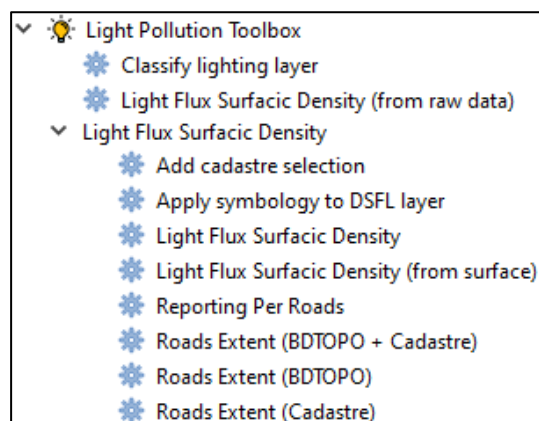 Light Pollution Toolbox
Classify lighting layer
Light Flux Surfacic Density (from raw data)
Light Flux Surfacic Density
Add cadastre selection
Apply symbology to DSFL layer
Light Flux Surfacic Density
Light Flux Surfacic Density (from surface)
Reporting Per Roads
Roads Extent (BDTOPO + Cadastre)
Roads Extent (BDTOPO)
Roads Extent (Cadastre)